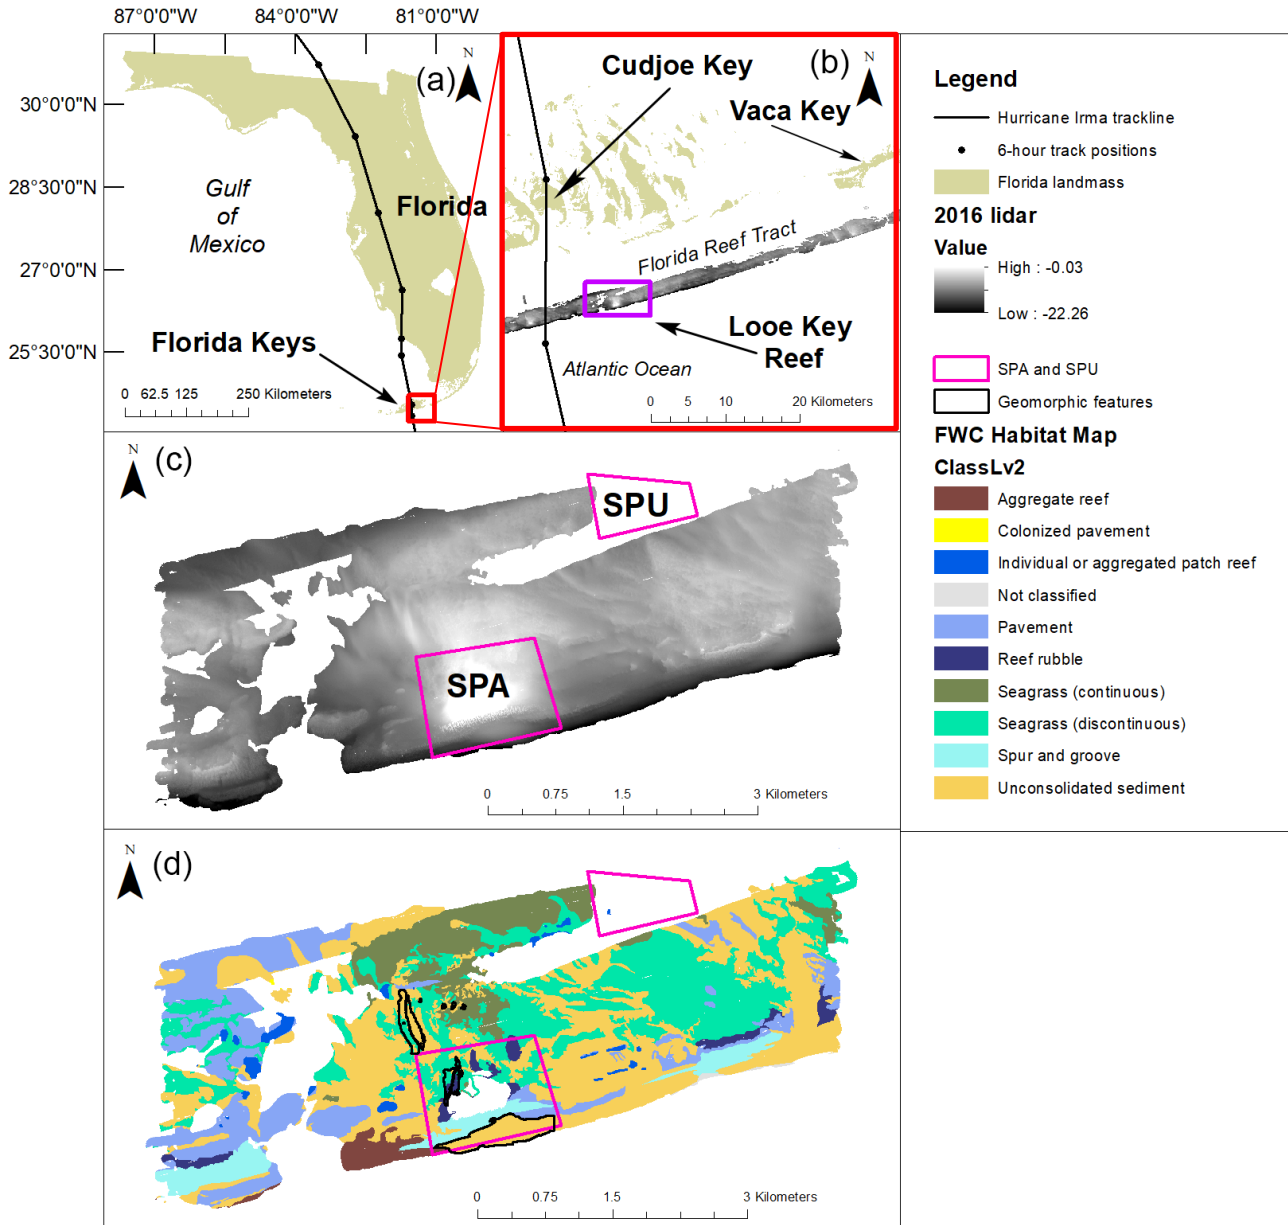 87°0'0"W 84°0'0"W 81°0'0"W
30°0'0"N
28°30'0"N
27°0'0"N
25°30'0"N
(a)
N
Gulf
of
Mexico
Florida
Florida Keys
0 62.5 125 250 Kilometers
(b)
N
Cudjoe Key
Vaca Key
Florida Reef Tract
Looe Key
Reef
Atlantic Ocean
0 5 10 20 Kilometers
N
(c)
SPU
SPA
0 0.75 1.5 3 Kilometers
N
(d)
0 0.75 1.5 3 Kilometers
Legend
Hurricane Irma trackline
6-hour track positions
Florida landmass
2016 lidar
Value
High : -0.03
Low : -22.26
SPA and SPU
Geomorphic features
FWC Habitat Map
ClassLv2
Aggregate reef
Colonized pavement
Individual or aggregated patch reef
Not classified
Pavement
Reef rubble
Seagrass (continuous)
Seagrass (discontinuous)
Spur and groove
Unconsolidated sediment